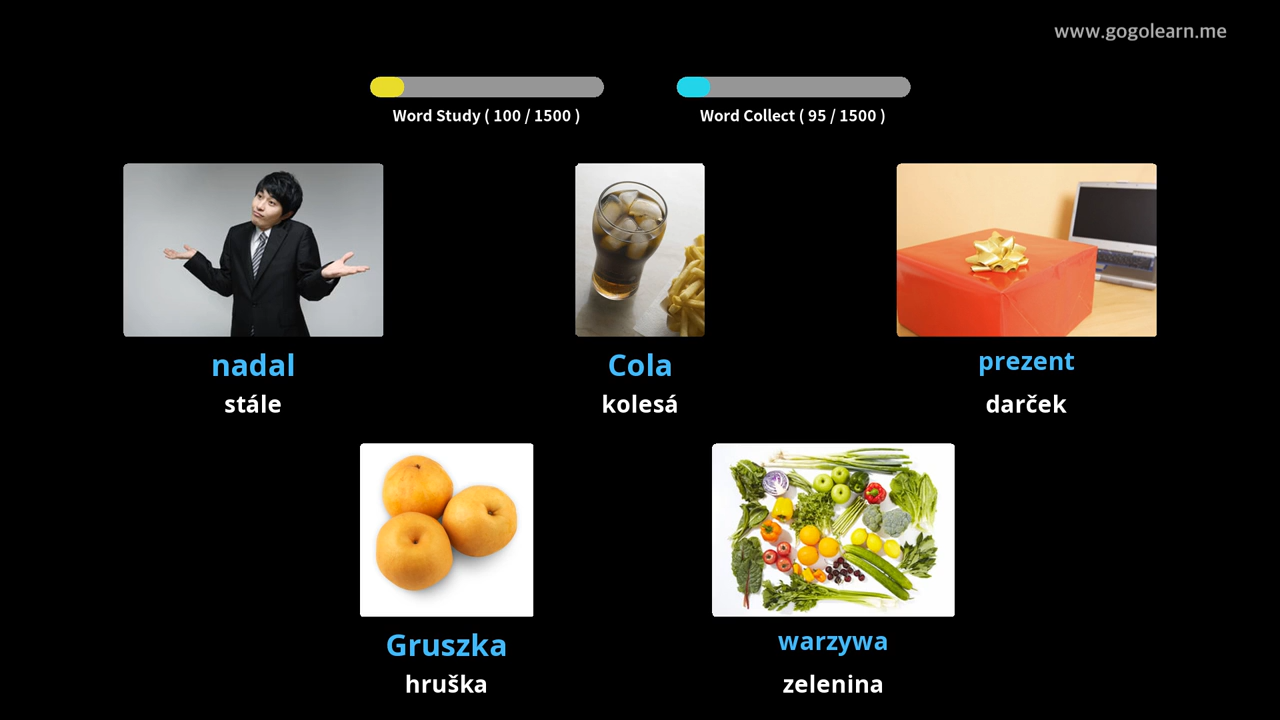 www.gogolearn.me
Word Study ( 100 / 1500 )
Word Collect ( 95 / 1500 )
nadal
stále
Cola
kolesá
prezent
darček
Gruszka
hruška
warzywa
zelenina